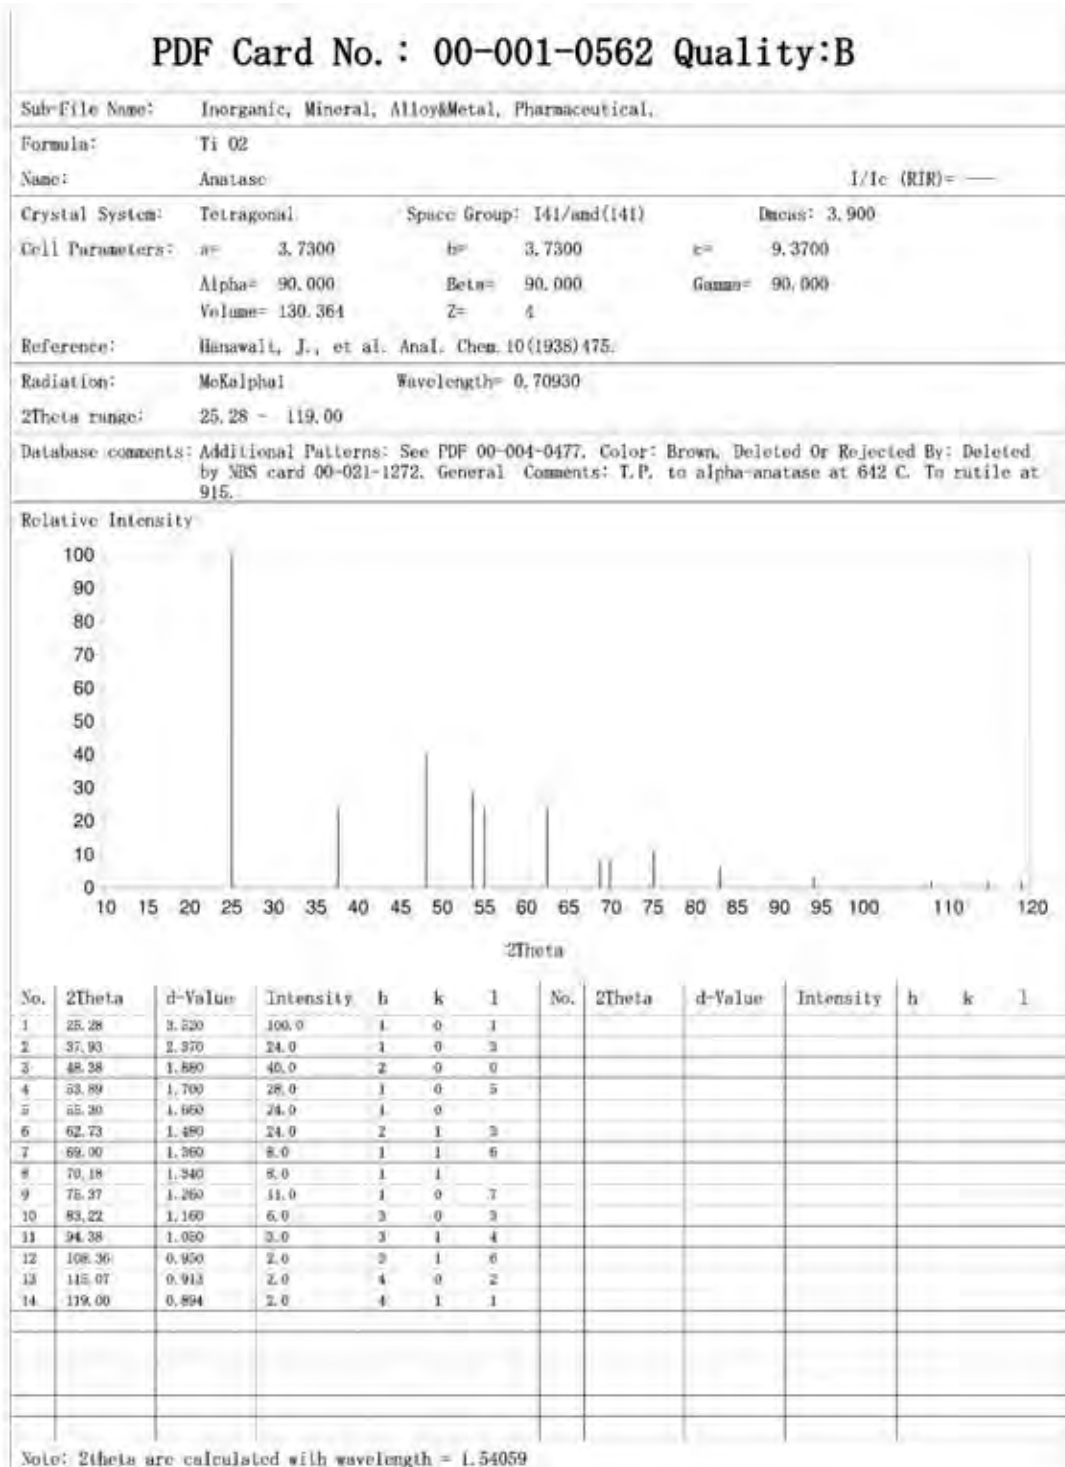 PDF Card No.: 00-001-0562 Quality:B
Sub-File Name: Inorganic, Mineral, Alloy&Metal, Pharmaceutical,
Formula: Ti O2
Name: Anatase I/Ic (RIR)= ---
Crystal System: Tetragonal Space Group: I41/amd(141) Dmeas: 3.900
Cell Parameters: a= 3.7300 b= 3.7300 c= 9.3700
Alpha= 90.000 Beta= 90.000 Gamma= 90.000
Volume= 130.364 Z= 4
Reference: Hanawalt, J., et al. Anal. Chem. 10(1938)475.
Radiation: MoKalpha1 Wavelength= 0.70930
2Theta range: 25.28 - 119.00
Database comments: Additional Patterns: See PDF 00-004-0477. Color: Brown. Deleted Or Rejected By: Deleted
by NBS card 00-021-1272. General Comments: T.P. to alpha-anatase at 642 C. To rutile at
915.
Relative Intensity
100
90
80
70
60
50
40
30
20
10
0
10 15 20 25 30 35 40 45 50 55 60 65 70 75 80 85 90 95 100 110 120
2Theta
No. 2Theta d-Value Intensity h k l No. 2Theta d-Value Intensity h k l
1 25.28 3.520 100.0 1 0 1
2 37.93 2.370 24.0 1 0 3
3 48.38 1.880 40.0 2 0 0
4 53.89 1.700 28.0 1 0 5
5 55.30 1.660 24.0 1 0
6 62.73 1.480 24.0 2 1 3
7 69.00 1.360 8.0 1 1 6
8 70.18 1.340 8.0 1 1
9 75.37 1.260 11.0 1 0 7
10 83.22 1.160 6.0 3 0 3
11 94.38 1.050 3.0 3 1 4
12 108.36 0.950 2.0 3 1 6
13 115.07 0.913 2.0 4 0 2
14 119.00 0.894 2.0 4 1 1
Note: 2theta are calculated with wavelength = 1.54059